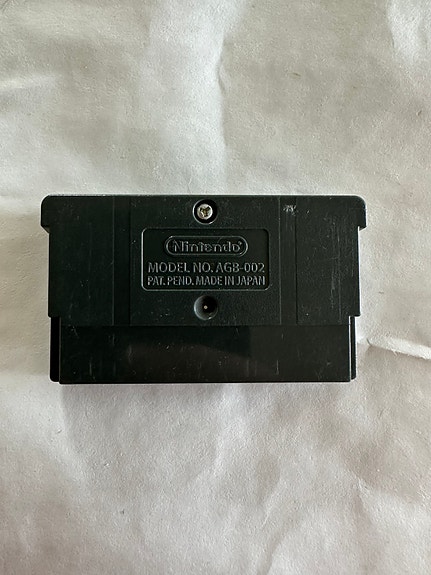 Nintendo
MODEL NO. AGB-002
PAT. PEND. MADE IN JAPAN